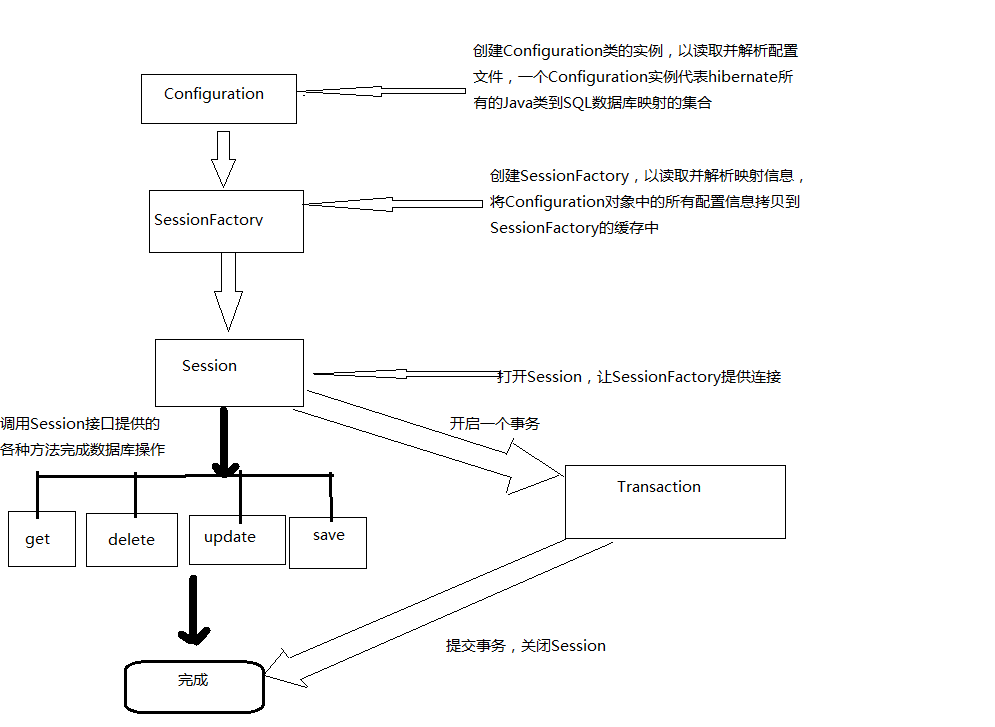 创建Configuration类的实例，以读取并解析配置
文件，一个Configuration实例代表hibernate所
有的Java类到SQL数据库映射的集合
Configuration
创建SessionFactory，以读取并解析映射信息，
将Configuration对象中的所有配置信息拷贝到
SessionFactory的缓存中
SessionFactory
Session
打开Session，让SessionFactory提供连接
调用Session接口提供的
各种方法完成数据库操作
开启一个事务
Transaction
get
delete
update
save
提交事务，关闭Session
完成